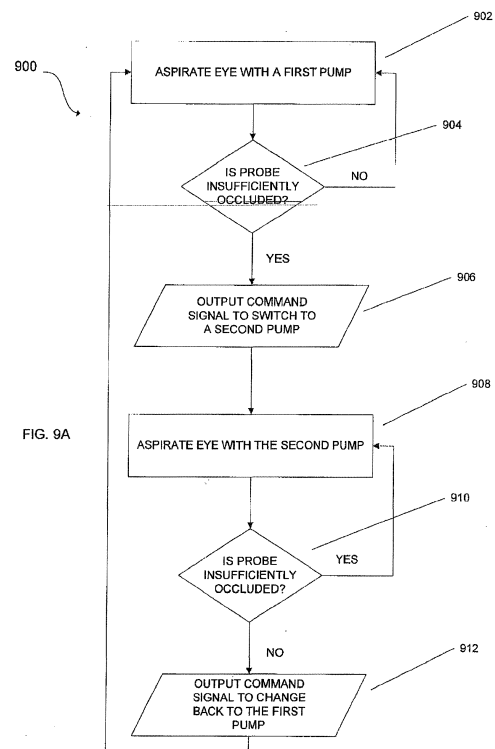 902
900
ASPIRATE EYE WITH A FIRST PUMP
904
IS PROBE
INSUFFICIENTLY
OCCLUDED?
NO
YES
906
OUTPUT COMMAND
SIGNAL TO SWITCH TO
A SECOND PUMP
908
FIG. 9A
ASPIRATE EYE WITH THE SECOND PUMP
910
IS PROBE
INSUFFICIENTLY
OCCLUDED?
YES
NO
912
OUTPUT COMMAND
SIGNAL TO CHANGE
BACK TO THE FIRST
PUMP